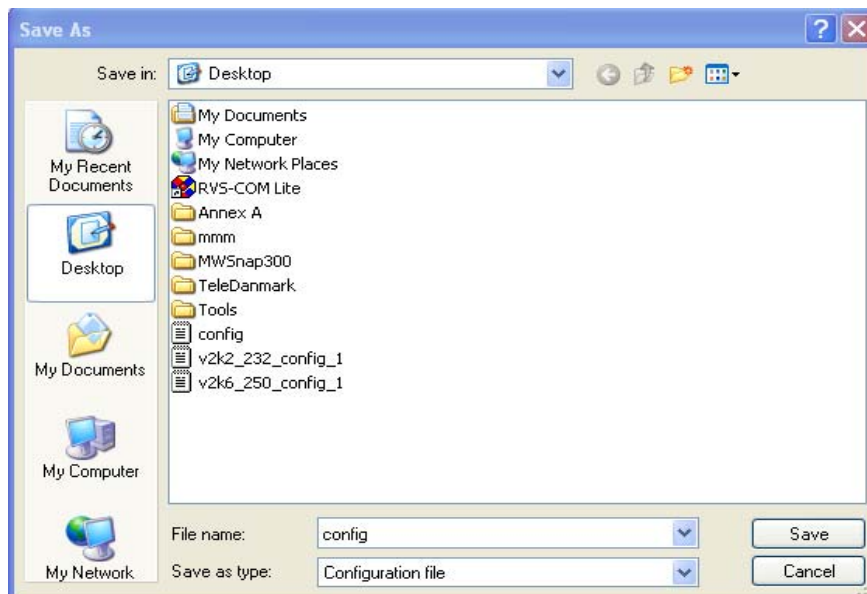 Save As
Save in:
Desktop
My Recent
Documents
Desktop
My Documents
My Computer
My Network
My Documents
My Computer
My Network Places
RVS-COM Lite
Annex A
mmm
MWSnap300
TeleDanmark
Tools
config
v2k2_232_config_1
v2k6_250_config_1
File name:
config
Save
Save as type:
Configuration file
Cancel